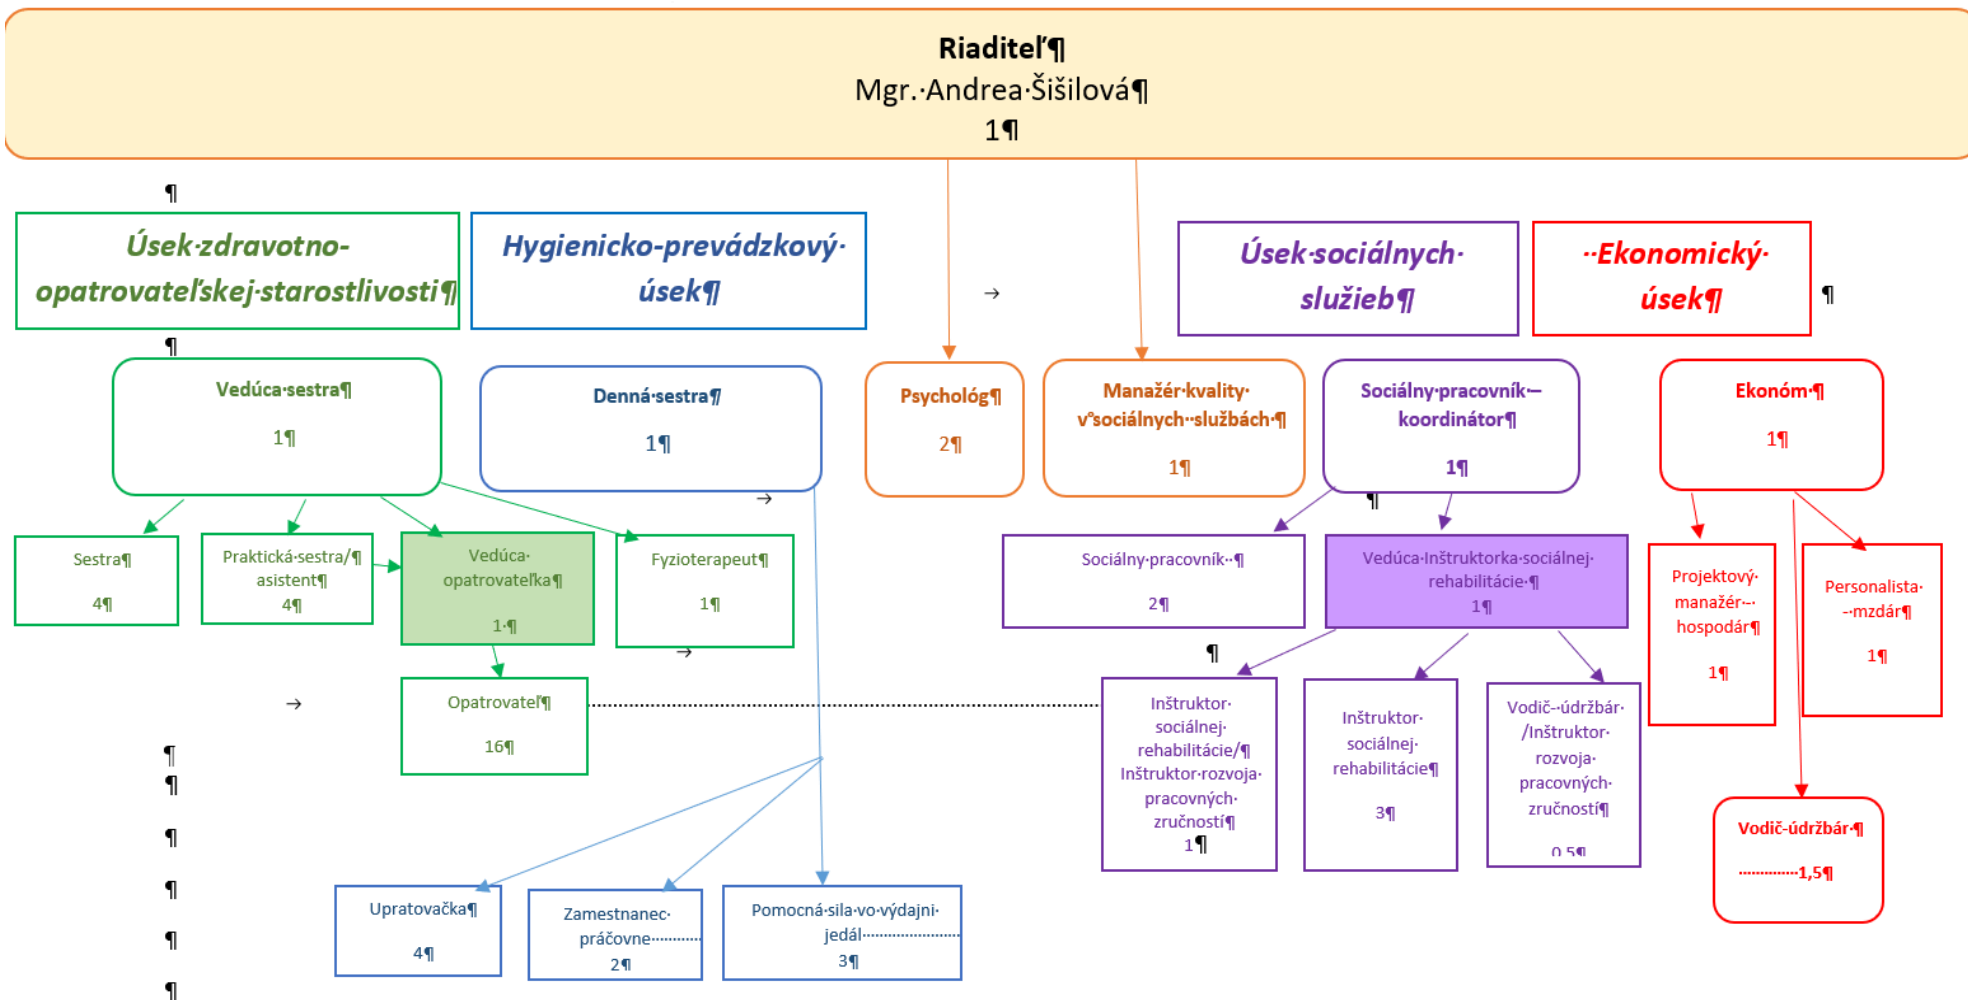 Riaditeľ¶
Mgr.·Andrea·Šišilová¶
1¶
¶
Úsek·zdravotno-
opatrovateľskej·starostlivosti¶
Hygienicko-prevádzkový·
úsek¶
→
Úsek·sociálnych·
služieb¶
··Ekonomický·
úsek¶
¶
¶
Vedúca·sestra¶
1¶
Denná·sestra¶
1¶
→
Psychológ¶
2¶
Manažér·kvality·
v°sociálnych··službách·¶
1¶
Sociálny·pracovník·–
koordinátor¶
1¶
¶
Ekonóm·¶
1¶
Sestra¶
4¶
Praktická·sestra/¶
asistent¶
4¶
Vedúca·
opatrovateľka¶
1·¶
Fyzioterapeut¶
1¶
→
Sociálny·pracovník··¶
2¶
Vedúca·Inštruktorka·sociálnej·
rehabilitácie·¶
1¶
Projektový·
manažér·-·
hospodár¶
1¶
Personalista·
-·mzdár¶
1¶
¶
→
Opatrovateľ¶
16¶
Inštruktor·
sociálnej·
rehabilitácie/¶
Inštruktor·rozvoja·
pracovných·
zručností¶
1¶
Inštruktor·
sociálnej·
rehabilitácie¶
3¶
Vodič-·údržbár·
/Inštruktor·
rozvoja·
pracovných·
zručností¶
0,5¶
Vodič-údržbár·¶
··············1,5¶
¶
¶
¶
¶
¶
¶
Upratovačka¶
4¶
Zamestnanec·
práčovne············
2¶
Pomocná·sila·vo·výdajni·
jedál·······················
3¶